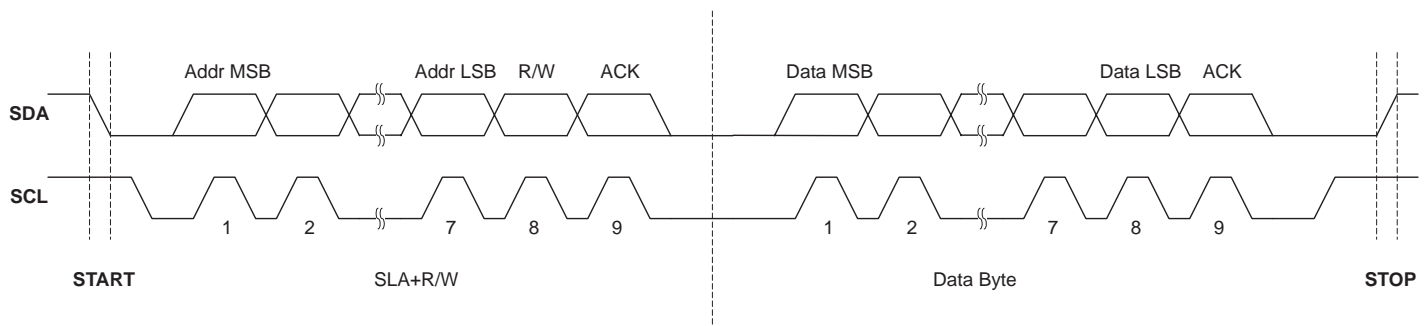 Addr MSB Addr LSB R/W ACK Data MSB Data LSB ACK
SDA
SCL
1 2 7 8 9 1 2 7 8 9
START SLA+R/W Data Byte STOP